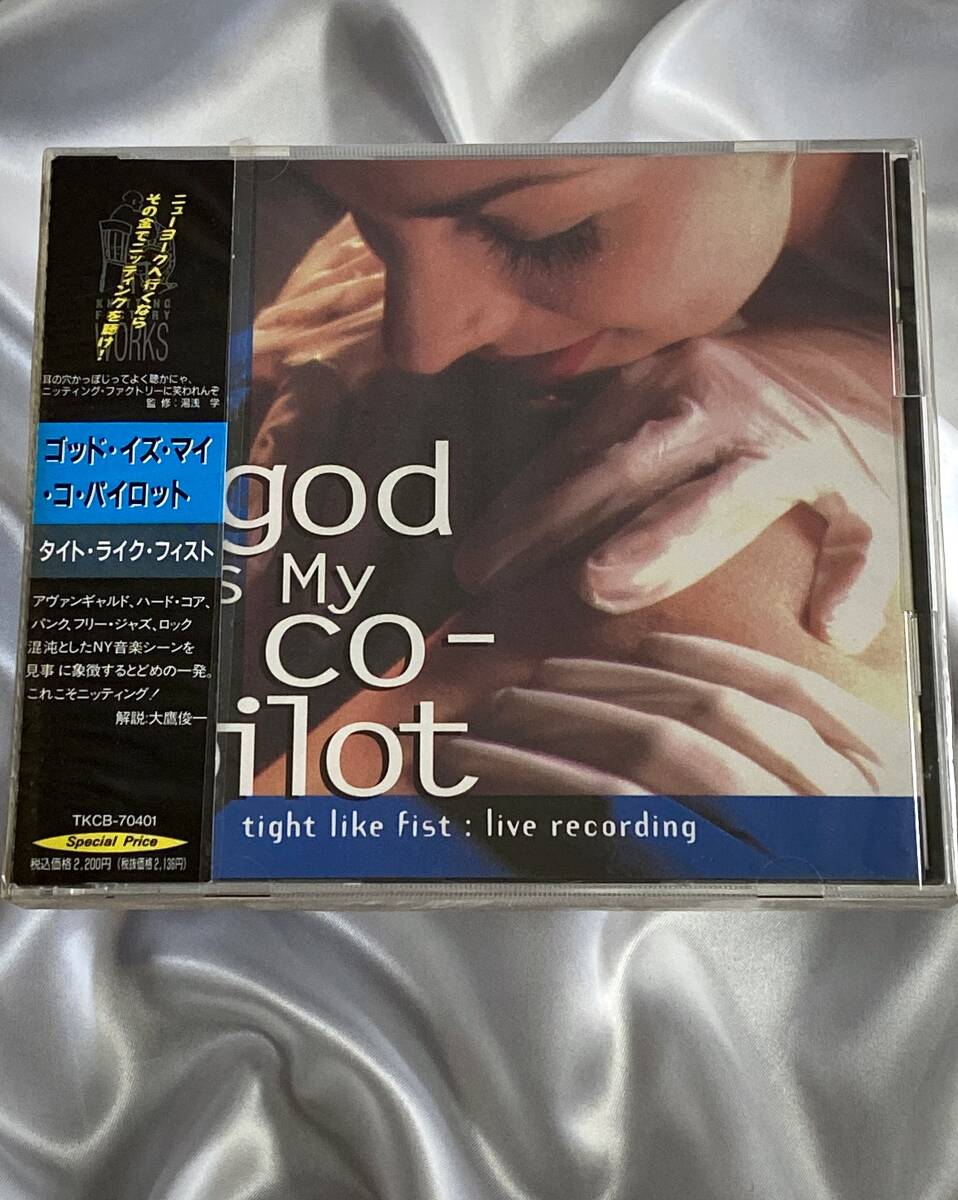 ニューヨークへ行くなら
その金でニッティングを聴け!
KNITTING
FACTORY
WORKS
耳の穴かっぽじってよく聴かにゃ、
ニッティング・ファクトリーに笑われんぞ
監修:湯浅 学
ゴッド・イズ・マイ
・コ・パイロット
タイト・ライク・フィスト
アヴァンギャルド、ハード・コア、
パンク、フリー・ジャズ、ロック
混沌としたNY音楽シーンを
見事に象徴するとどめの一発。
これこそニッティング!
解説:大鷹俊一
TKCB-70401
Special Price
税込価格2,200円 (税抜価格2,136円)
god
s My
co-
pilot
tight like fist : live recording